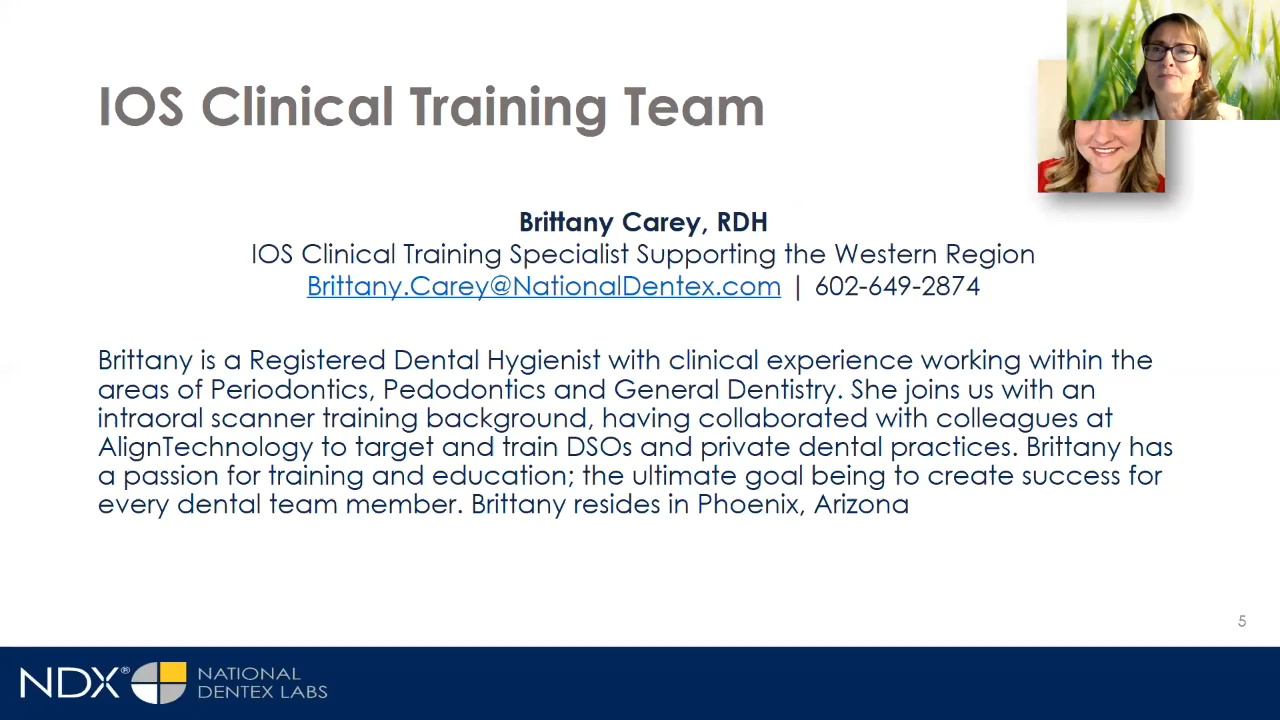 IOS Clinical Training Team
Brittany Carey, RDH
IOS Clinical Training Specialist Supporting the Western Region
Brittany.Carey@NationalDentex.com | 602-649-2874
Brittany is a Registered Dental Hygienist with clinical experience working within the
areas of Periodontics, Pedodontics and General Dentistry. She joins us with an
intraoral scanner training background, having collaborated with colleagues at
AlignTechnology to target and train DSOs and private dental practices. Brittany has
a passion for training and education; the ultimate goal being to create success for
every dental team member. Brittany resides in Phoenix, Arizona
5
NDX®
NATIONAL
DENTEX LABS